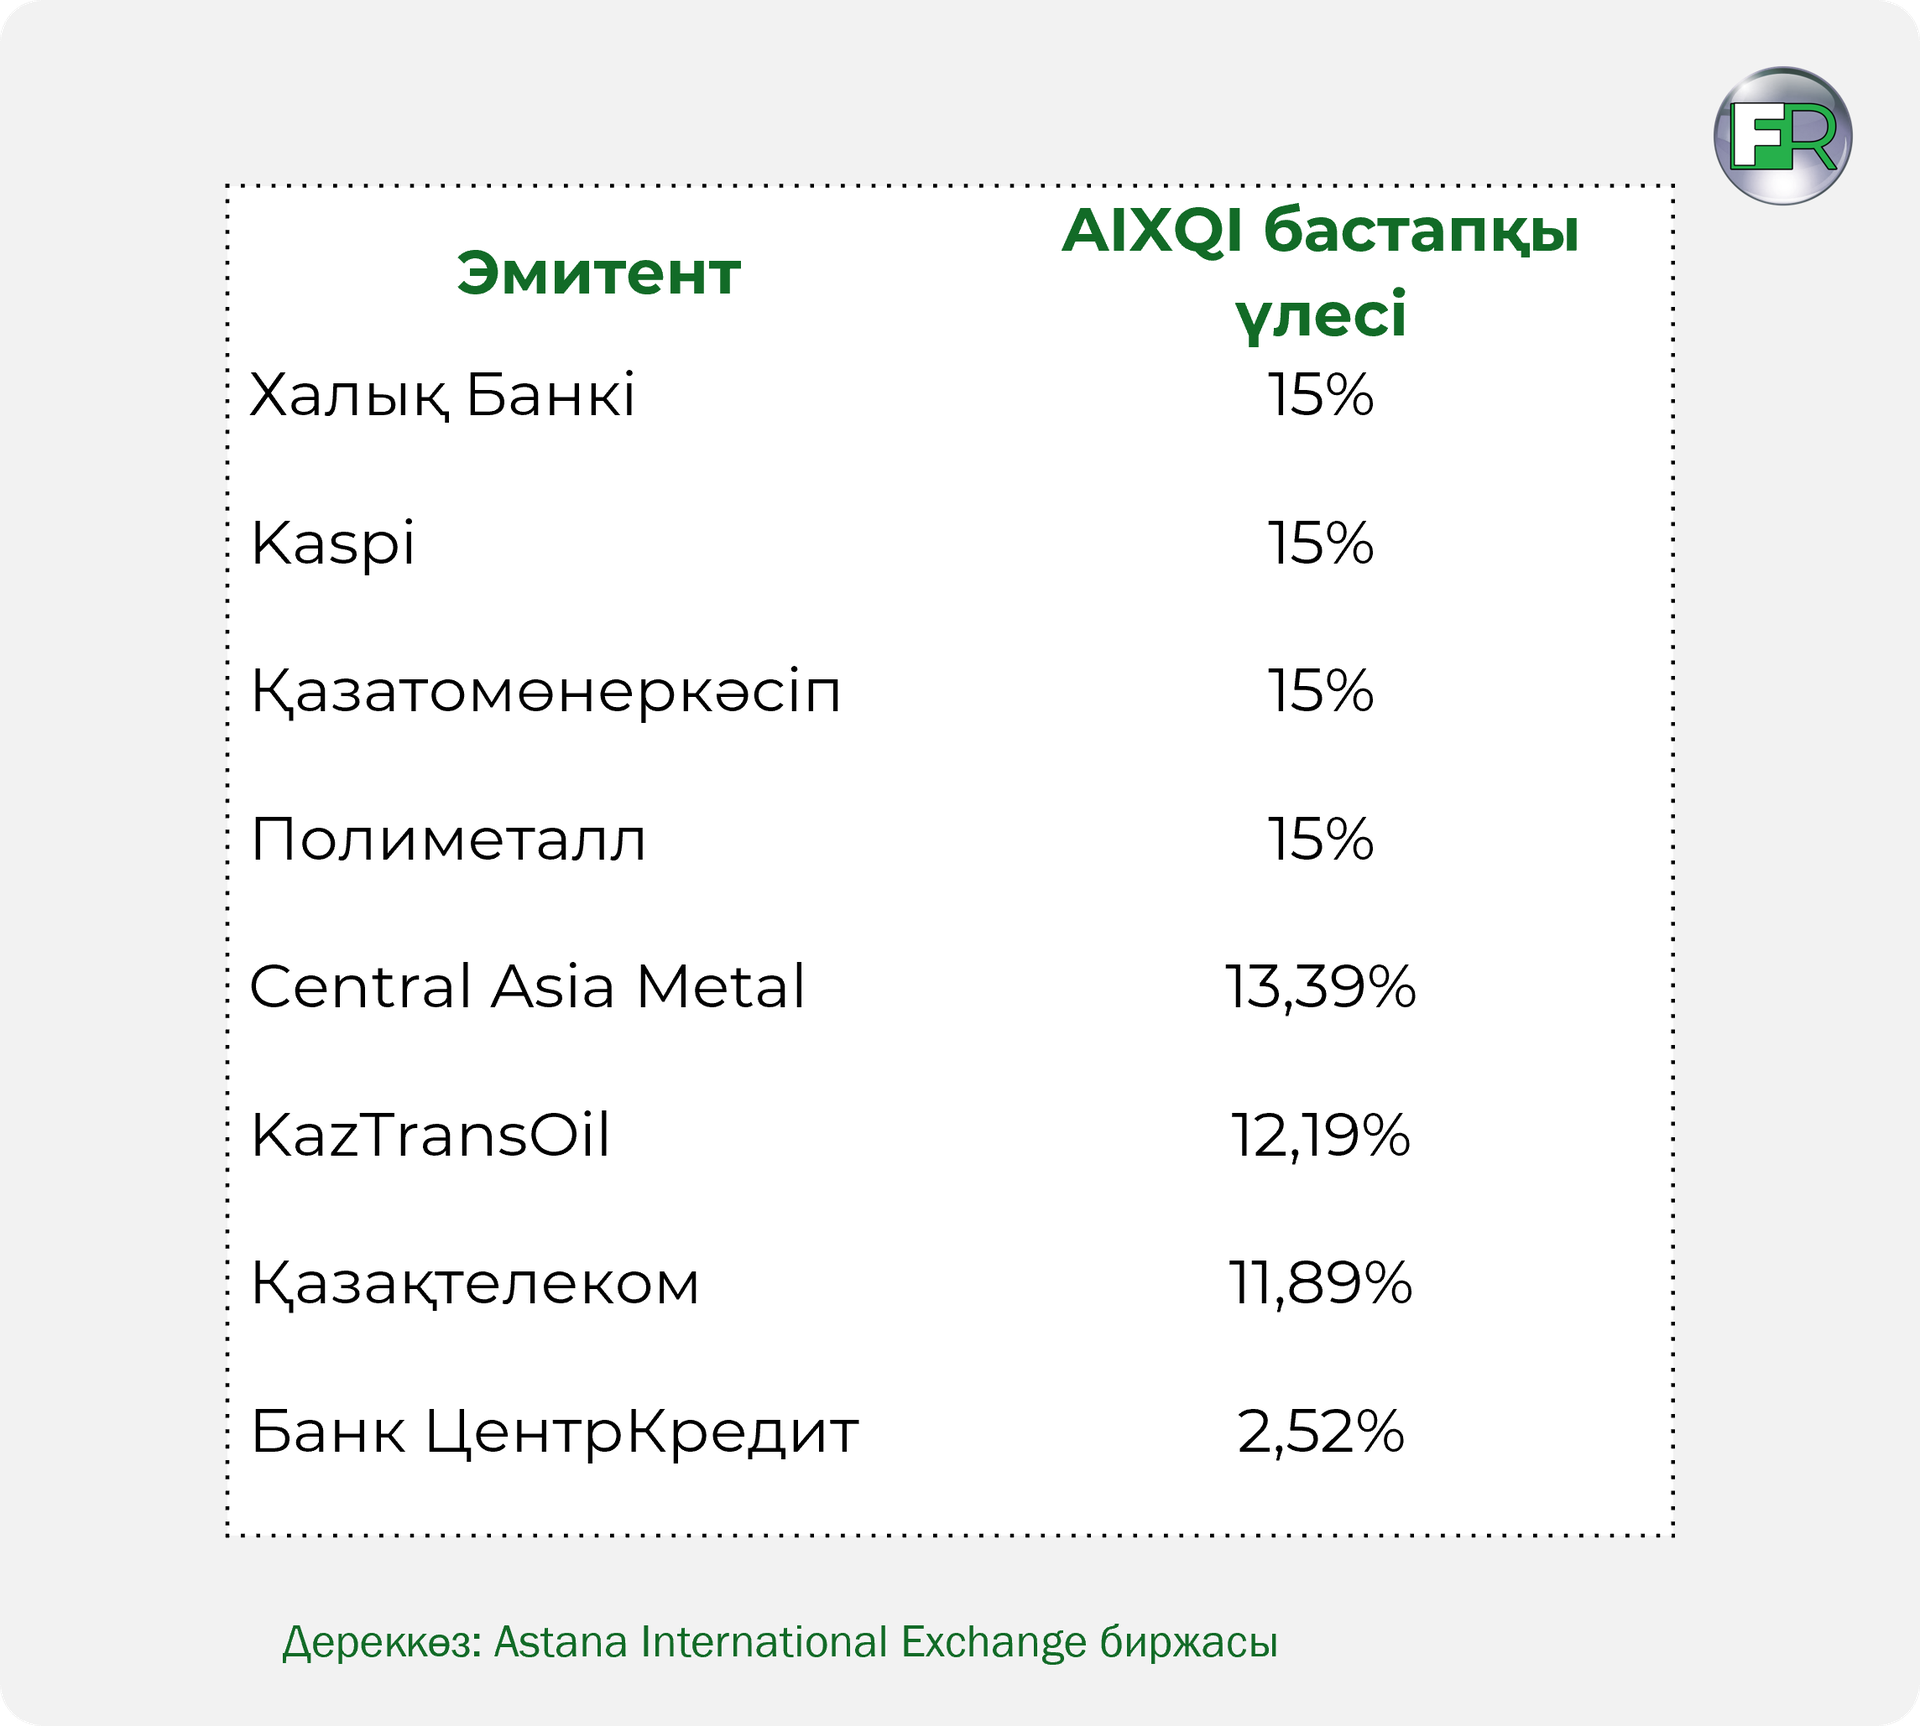 FR
Эмитент
AIXQI бастапқы
үлесі
Халық Банкі 15%
Kaspi 15%
Қазатомөнеркәсіп 15%
Полиметалл 15%
Central Asia Metal 13,39%
KazTransOil 12,19%
Қазақтелеком 11,89%
Банк ЦентрКредит 2,52%
Дереккөз: Astana International Exchange биржасы